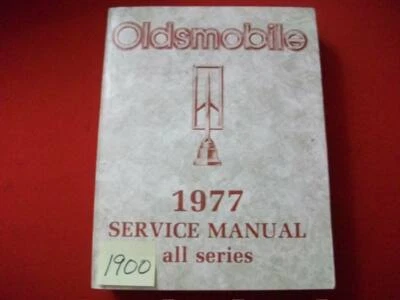 Oldsmobile
1977
SERVICE MANUAL
all series
1900